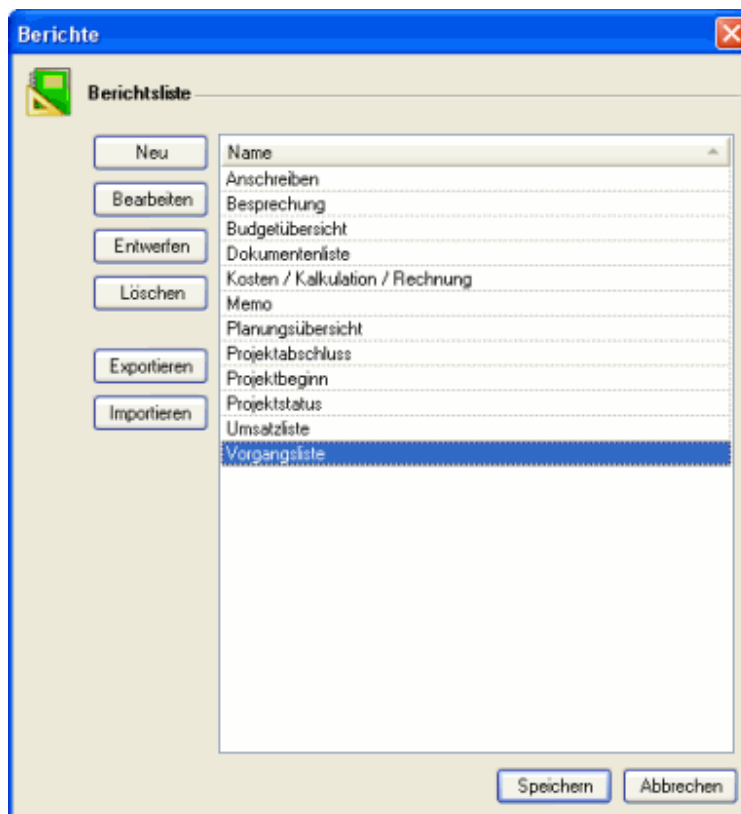 Berichte
Berichtsliste
Neu
Bearbeiten
Entwerfen
Löschen
Exportieren
Importieren
Name
Anschreiben
Besprechung
Budgetübersicht
Dokumentenliste
Kosten / Kalkulation / Rechnung
Memo
Planungsübersicht
Projektabschluss
Projektbeginn
Projektstatus
Umsatzliste
Vorgangsliste
Speichern
Abbrechen